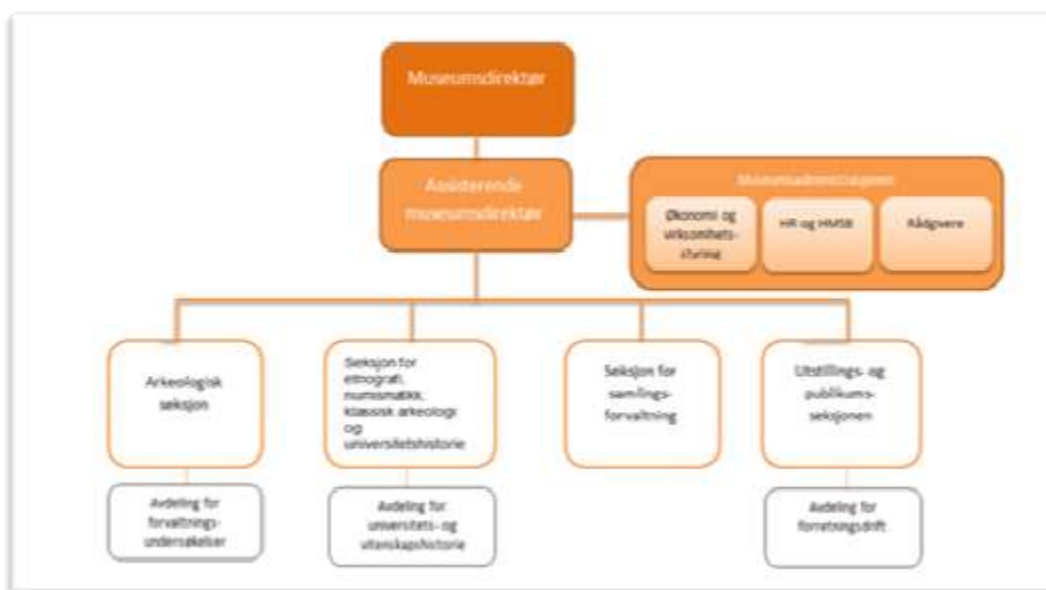 Museumsdirektør
Assisterende
museumsdirektør
Museumsadministrasjonen
Økonomi og
virksomhets-
styring
HR og HMSB
Rådgivere
Arkeologisk
seksjon
Seksjon for
etnografi,
numismatikk,
klassisk arkeologi
og
universitetshistorie
Seksjon for
samlings-
forvaltning
Utstillings- og
publikums-
seksjonen
Avdeling for
forvaltnings-
undersøkelser
Avdeling for
universitets- og
vitenskapshistorie
Avdeling for
forretningsdrift